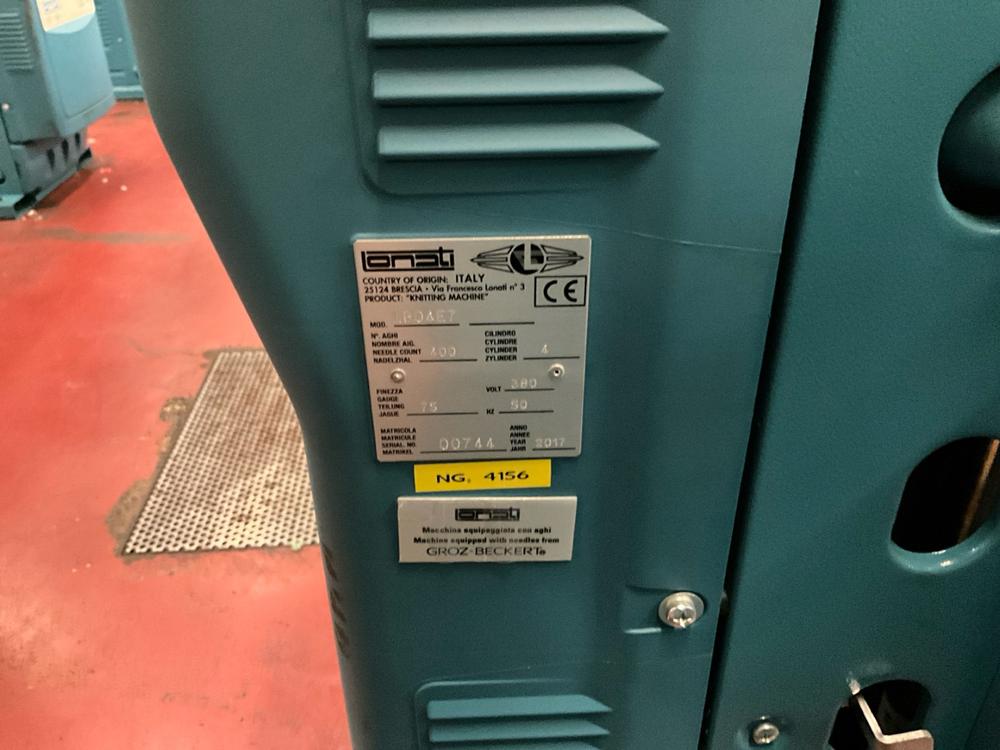 Lonati L
COUNTRY OF ORIGIN: ITALY
25124 BRESCIA • Via Francesco Lonati n° 3
PRODUCT: "KNITTING MACHINE" CE
MOD. LB04E7
N°. AGHI CILINDRO
NOMBRE AIG. CYLINDRE
NEEDLE COUNT 400 CYLINDER 4
NADELZHAL ZYLINDER
FINEZZA VOLT 380
GAUGE
TEILUNG 75 HZ 50
JAGUE
MATRICOLA ANNO
MATRICULE ANNEE
SERIAL. NO. 00744 YEAR 2017
MATRIKEL JAHR
NG. 4156
Lonati
Macchina equipaggiata con aghi
Machine equipped with needles from
GROZ-BECKERT®